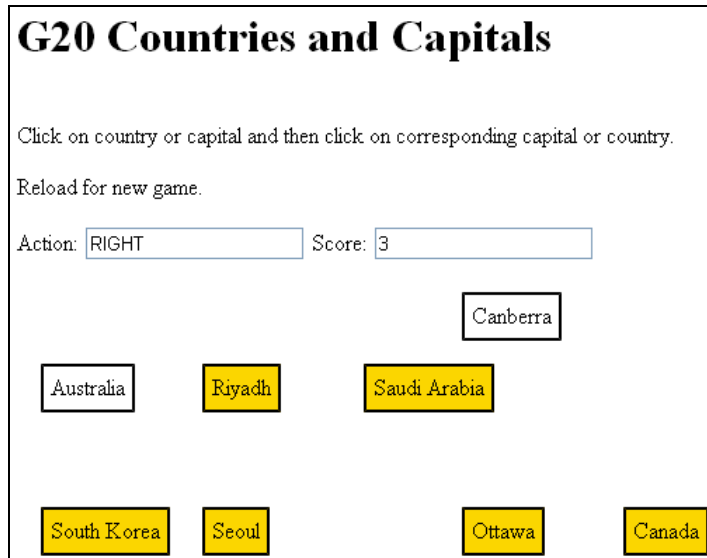 G20 Countries and Capitals
Click on country or capital and then click on corresponding capital or country.
Reload for new game.
Action: RIGHT Score: 3
Canberra
Australia Riyadh Saudi Arabia
South Korea Seoul Ottawa Canada